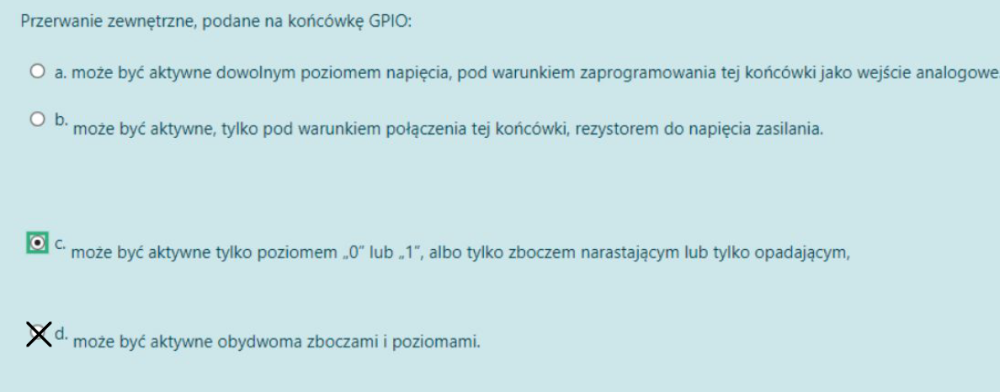 Przerwanie zewnętrzne, podane na końcówkę GPIO:
a. może być aktywne dowolnym poziomem napięcia, pod warunkiem zaprogramowania tej końcówki jako wejście analogowe
b. może być aktywne, tylko pod warunkiem połączenia tej końcówki, rezystorem do napięcia zasilania.
c. może być aktywne tylko poziomem „0” lub „1”, albo tylko zboczem narastającym lub tylko opadającym,
d. może być aktywne obydwoma zboczami i poziomami.